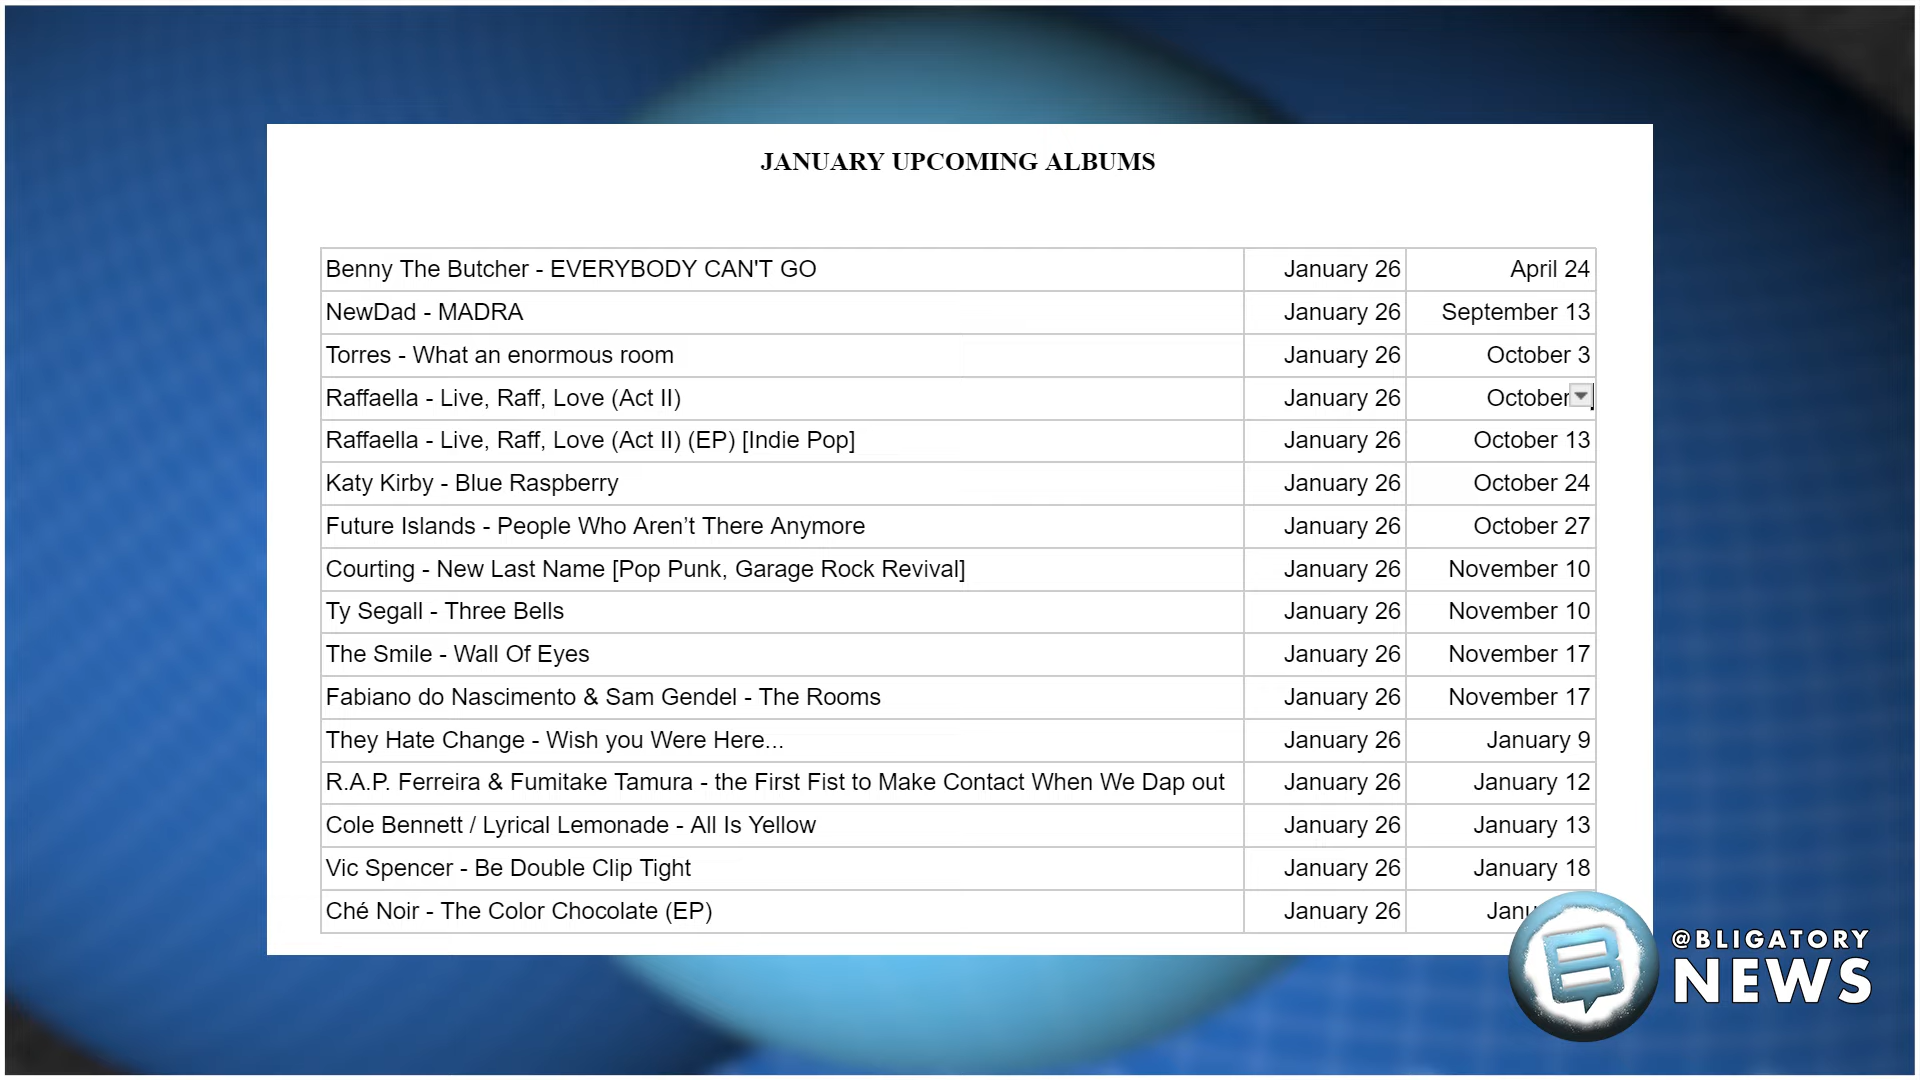 JANUARY UPCOMING ALBUMS
Benny The Butcher - EVERYBODY CAN'T GO January 26 April 24
NewDad - MADRA January 26 September 13
Torres - What an enormous room January 26 October 3
Raffaella - Live, Raff, Love (Act II) January 26 October
Raffaella - Live, Raff, Love (Act II) (EP) [Indie Pop] January 26 October 13
Katy Kirby - Blue Raspberry January 26 October 24
Future Islands - People Who Aren’t There Anymore January 26 October 27
Courting - New Last Name [Pop Punk, Garage Rock Revival] January 26 November 10
Ty Segall - Three Bells January 26 November 10
The Smile - Wall Of Eyes January 26 November 17
Fabiano do Nascimento & Sam Gendel - The Rooms January 26 November 17
They Hate Change - Wish you Were Here... January 26 January 9
R.A.P. Ferreira & Fumitake Tamura - the First Fist to Make Contact When We Dap out January 26 January 12
Cole Bennett / Lyrical Lemonade - All Is Yellow January 26 January 13
Vic Spencer - Be Double Clip Tight January 26 January 18
Ché Noir - The Color Chocolate (EP) January 26
@BLIGATORY
NEWS